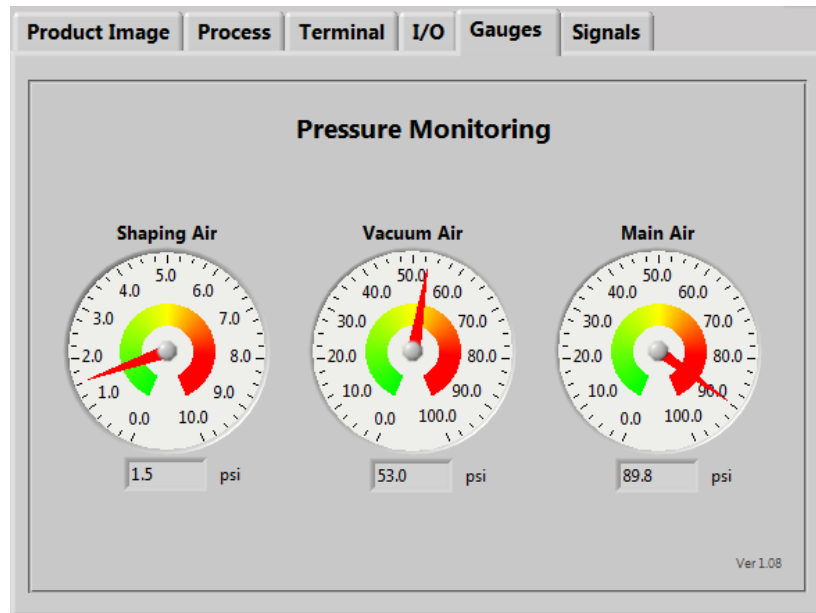 Product Image Process Terminal I/O Gauges Signals
Pressure Monitoring
Shaping Air
0.0 1.0 2.0 3.0 4.0 5.0 6.0 7.0 8.0 9.0 10.0
1.5 psi
Vacuum Air
0.0 10.0 20.0 30.0 40.0 50.0 60.0 70.0 80.0 90.0 100.0
53.0 psi
Main Air
0.0 10.0 20.0 30.0 40.0 50.0 60.0 70.0 80.0 90.0 100.0
89.8 psi
Ver 1.08